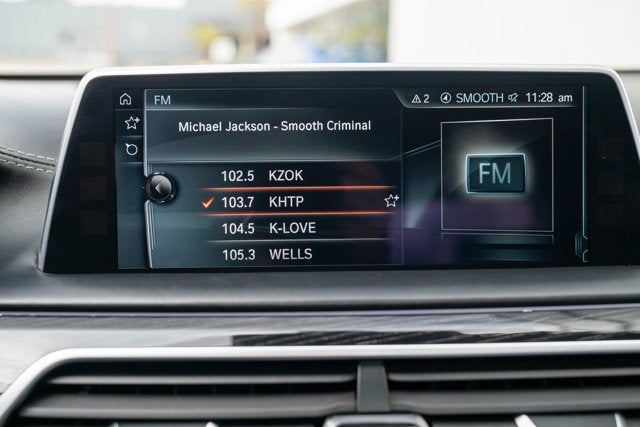 FM
2 SMOOTH 11:28 am
Michael Jackson - Smooth Criminal
102.5 KZOK
103.7 KHTP
104.5 K-LOVE
105.3 WELLS
FM